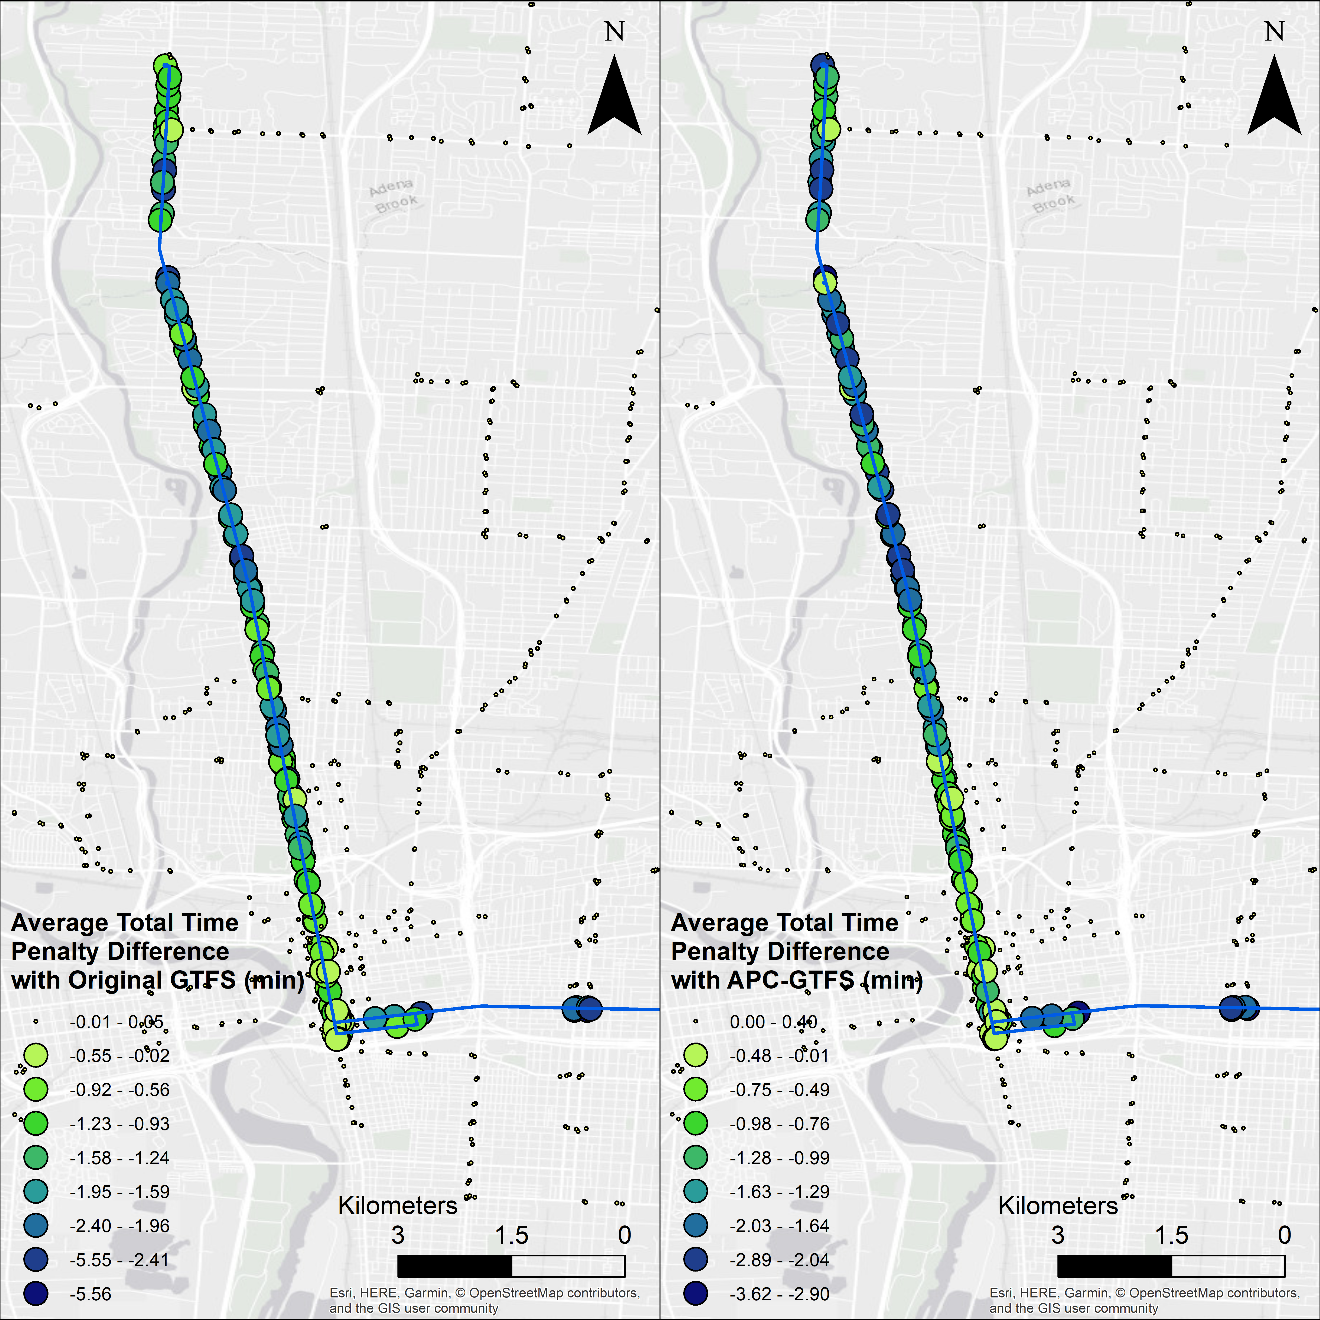 N
Adena
Brook
Average Total Time
Penalty Difference
with Original GTFS (min)
-0.01 - 0.05
-0.55 - -0.02
-0.92 - -0.56
-1.23 - -0.93
-1.58 - -1.24
-1.95 - -1.59
-2.40 - -1.96
-5.55 - -2.41
-5.56
Kilometers
3 1.5 0
Esri, HERE, Garmin, © OpenStreetMap contributors,
and the GIS user community
N
Adena
Brook
Average Total Time
Penalty Difference
with APC-GTFS (min)
0.00 - 0.40
-0.48 - -0.01
-0.75 - -0.49
-0.98 - -0.76
-1.28 - -0.99
-1.63 - -1.29
-2.03 - -1.64
-2.89 - -2.04
-3.62 - -2.90
Kilometers
3 1.5 0
Esri, HERE, Garmin, © OpenStreetMap contributors,
and the GIS user community